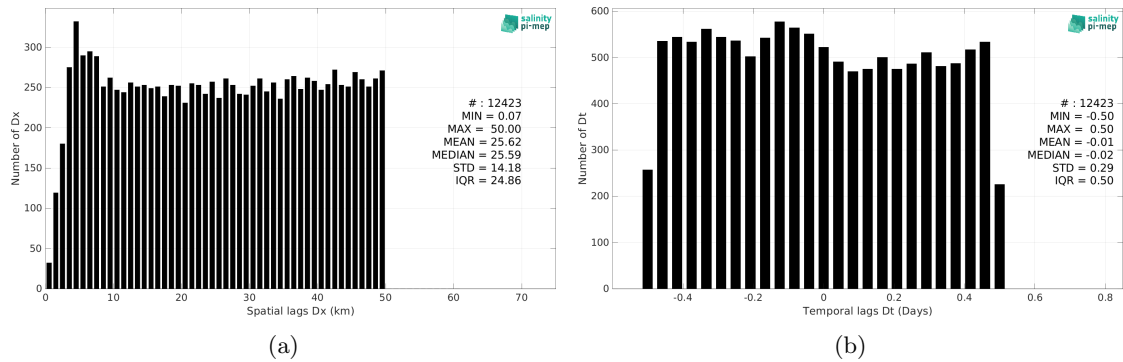 salinity
pi-mep
Number of Dx
300
250
200
150
100
50
0
# : 12423
MIN = 0.07
MAX = 50.00
MEAN = 25.62
MEDIAN = 25.59
STD = 14.18
IQR = 24.86
0 10 20 30 40 50 60 70
Spatial lags Dx (km)
(a)
salinity
pi-mep
Number of Dt
600
500
400
300
200
100
0
# : 12423
MIN = -0.50
MAX = 0.50
MEAN = -0.01
MEDIAN = -0.02
STD = 0.29
IQR = 0.50
-0.4 -0.2 0 0.2 0.4 0.6 0.8
Temporal lags Dt (Days)
(b)